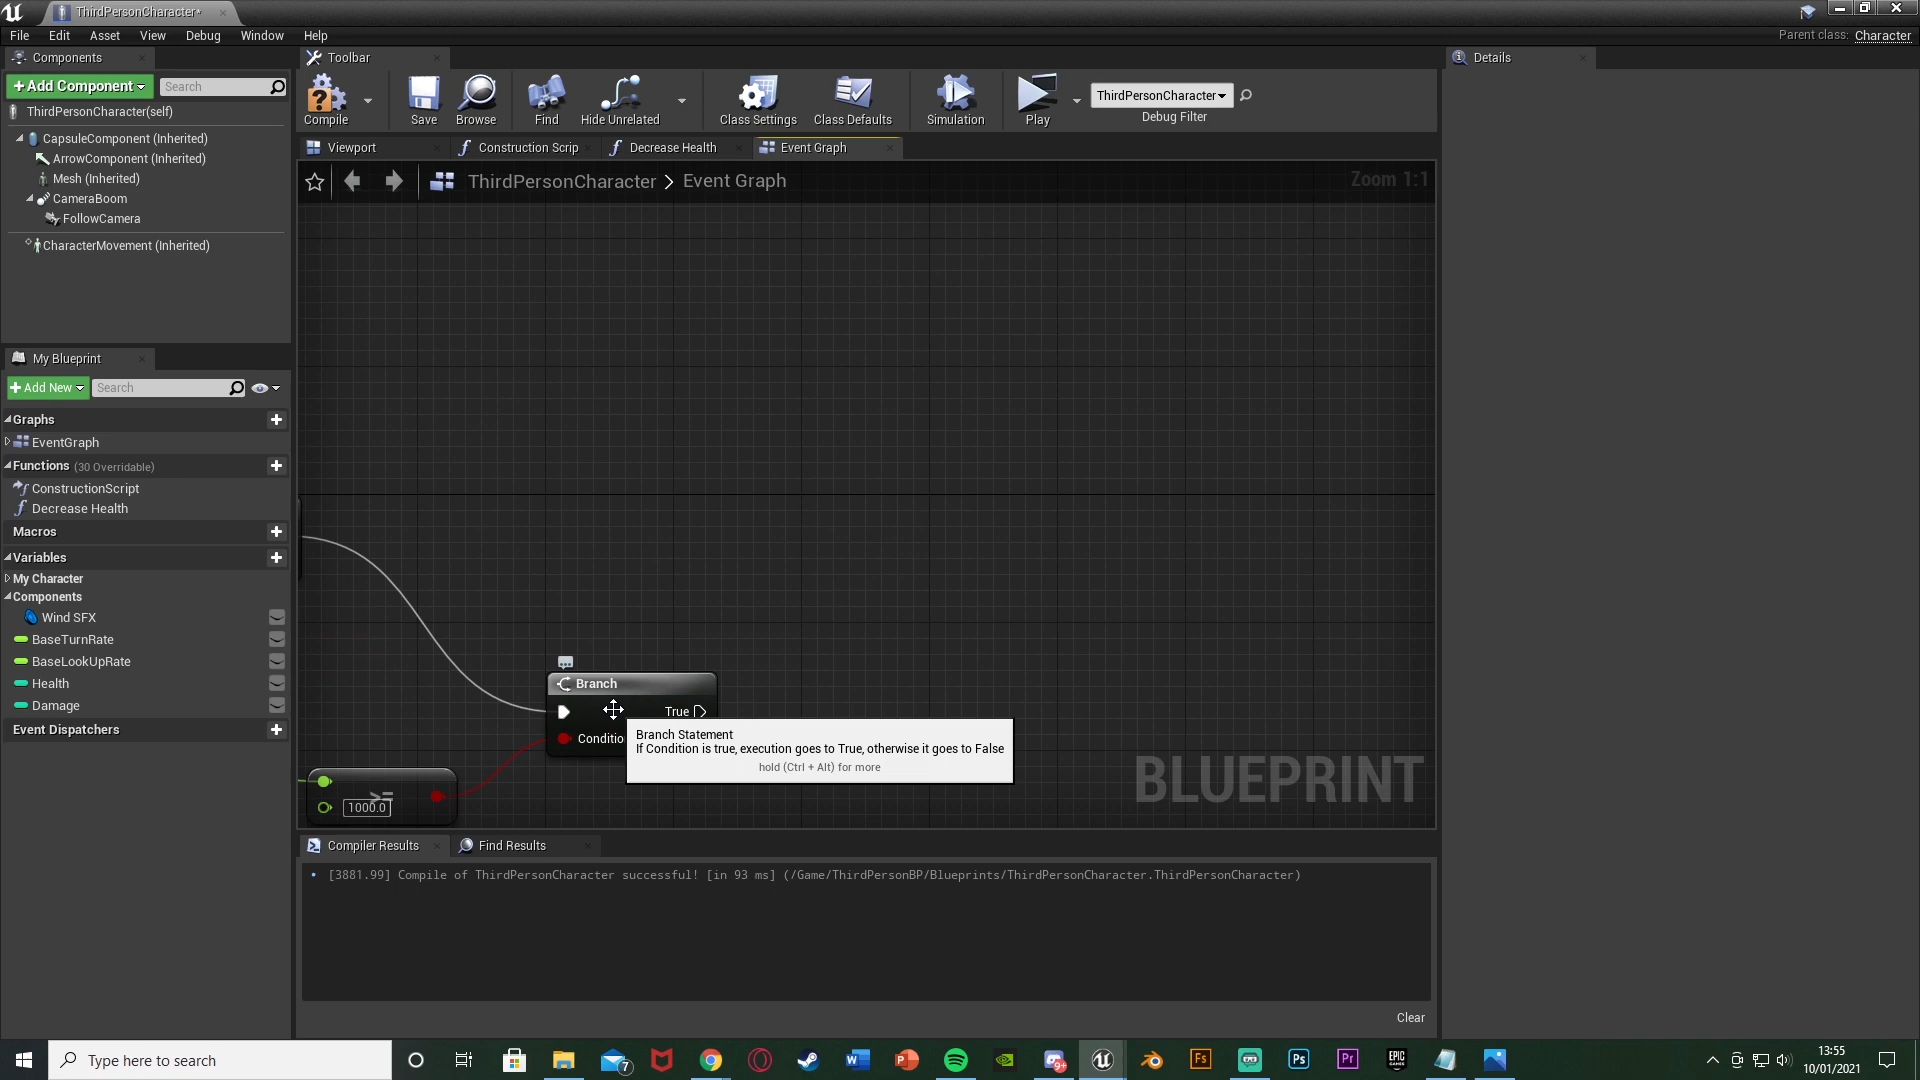 ThirdPersonCharacter*
File Edit Asset View Debug Window Help
Parent class: Character
Components
Toolbar
Details
+Add Component
Search
ThirdPersonCharacter(self)
CapsuleComponent (Inherited)
ArrowComponent (Inherited)
Mesh (Inherited)
CameraBoom
FollowCamera
CharacterMovement (Inherited)
Compile
Save
Browse
Find
Hide Unrelated
Class Settings
Class Defaults
Simulation
Play
ThirdPersonCharacter
Debug Filter
Viewport
Construction Scrip
Decrease Health
Event Graph
ThirdPersonCharacter > Event Graph
Zoom 1:1
My Blueprint
+Add New
Search
Graphs
EventGraph
Functions (30 Overridable)
ConstructionScript
Decrease Health
Macros
Variables
My Character
Components
Wind SFX
BaseTurnRate
BaseLookUpRate
Health
Damage
Event Dispatchers
Branch
True
Conditio
>=
1000.0
Branch Statement
If Condition is true, execution goes to True, otherwise it goes to False
hold (Ctrl + Alt) for more
BLUEPRINT
Compiler Results
Find Results
[3881.99] Compile of ThirdPersonCharacter successful! [in 93 ms] (/Game/ThirdPersonBP/Blueprints/ThirdPersonCharacter.ThirdPersonCharacter)
Clear
Type here to search
7
9+
Fs
Ps
Pr
EPIC
13:55
10/01/2021